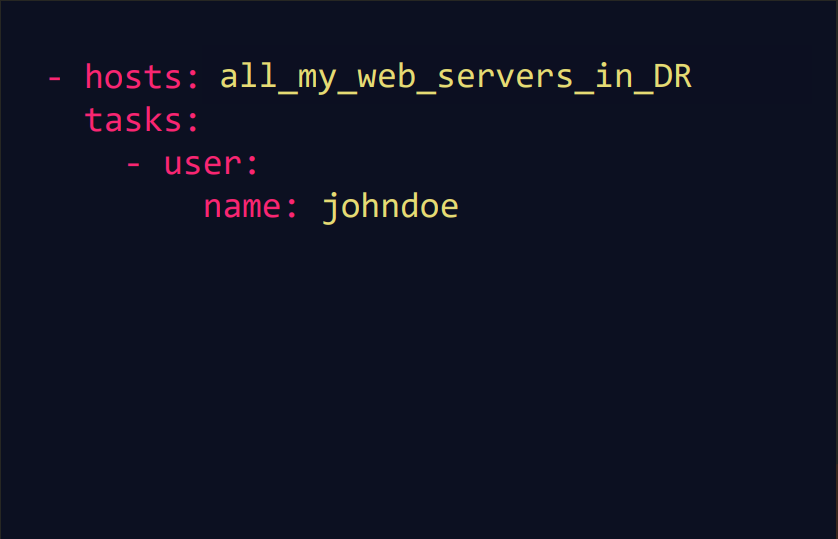 - hosts: all_my_web_servers_in_DR
  tasks:
    - user:
        name: johndoe